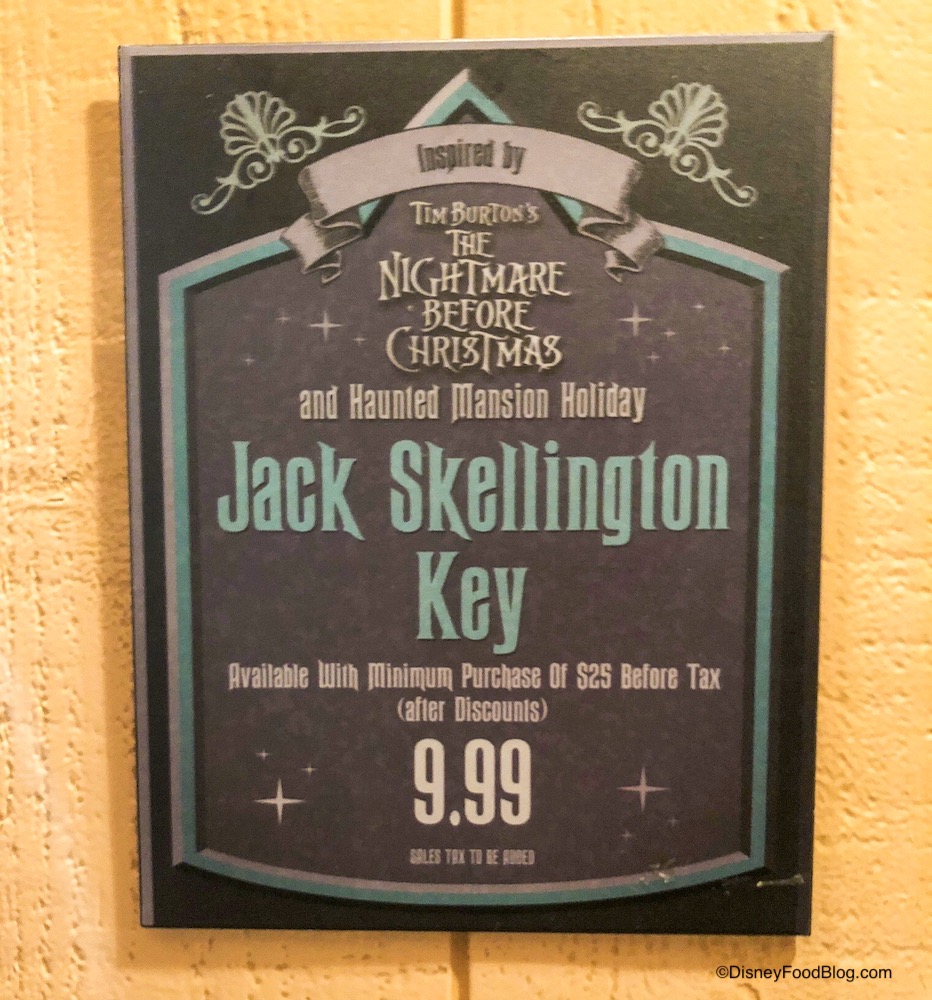 Inspired by
TIM BURTON'S
THE
NIGHTMARE
BEFORE
CHRISTMAS
and Haunted Mansion Holiday
Jack Skellington
Key
Available With Minimum Purchase Of $25 Before Tax
(after Discounts)
9.99
SALES TAX TO BE ADDED
©DisneyFoodBlog.com